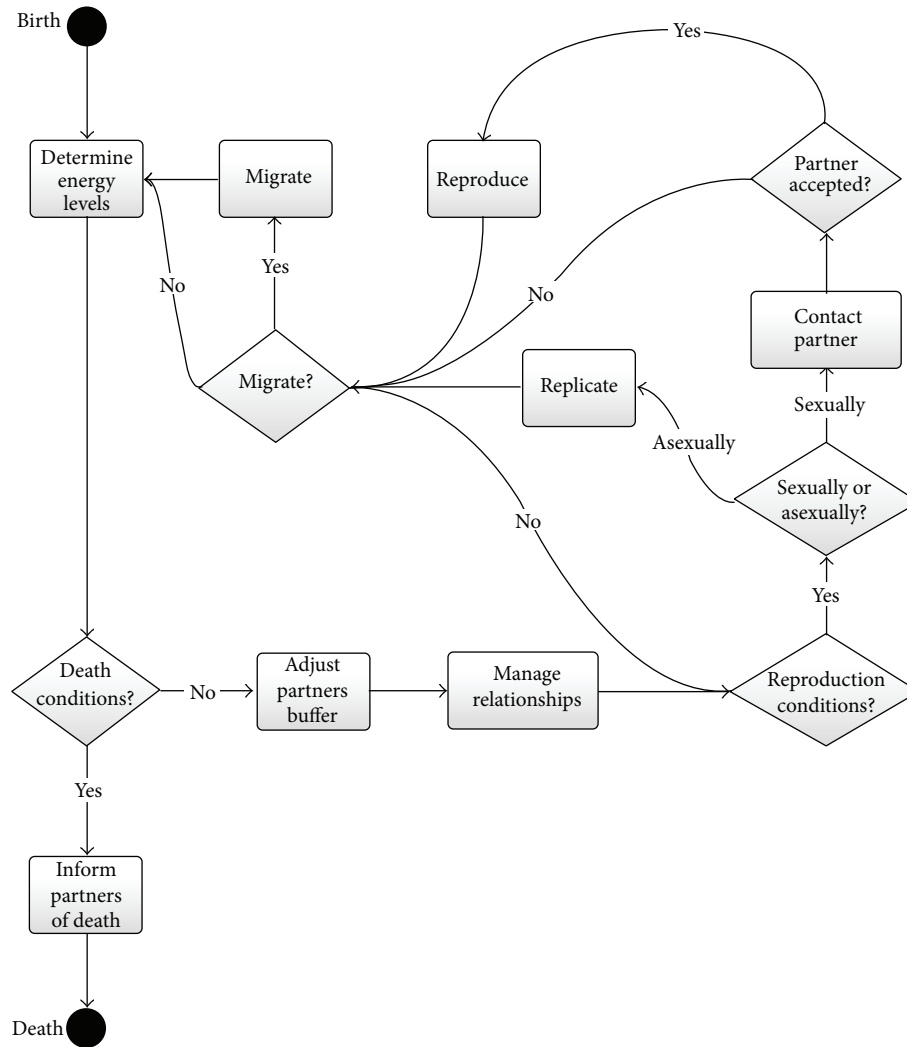 Birth
Yes
Determine
energy
levels
Migrate
Reproduce
Partner
accepted?
Yes
No
No
Contact
partner
Migrate?
Replicate
Sexually
Asexually
Sexually or
asexually?
No
Yes
Death
conditions?
No
Adjust
partners
buffer
Manage
relationships
Reproduction
conditions?
Yes
Inform
partners
of death
Death